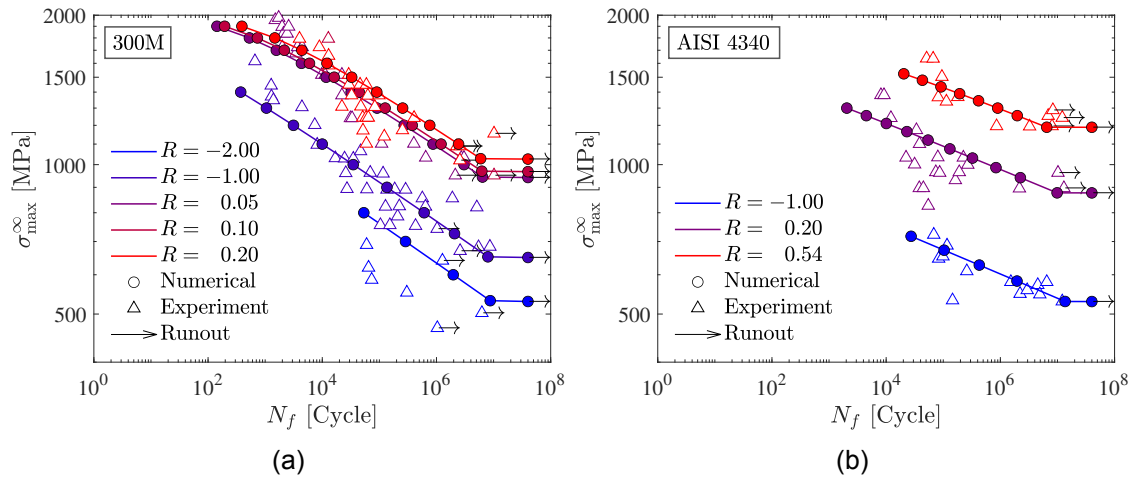 2000
1500
1000
500
σ∞max [MPa]
300M
R = −2.00
R = −1.00
R = 0.05
R = 0.10
R = 0.20
Numerical
Experiment
Runout
10^0 10^2 10^4 10^6 10^8
N_f [Cycle]
(a)
2000
1500
1000
500
σ∞max [MPa]
AISI 4340
R = −1.00
R = 0.20
R = 0.54
Numerical
Experiment
Runout
10^0 10^2 10^4 10^6 10^8
N_f [Cycle]
(b)